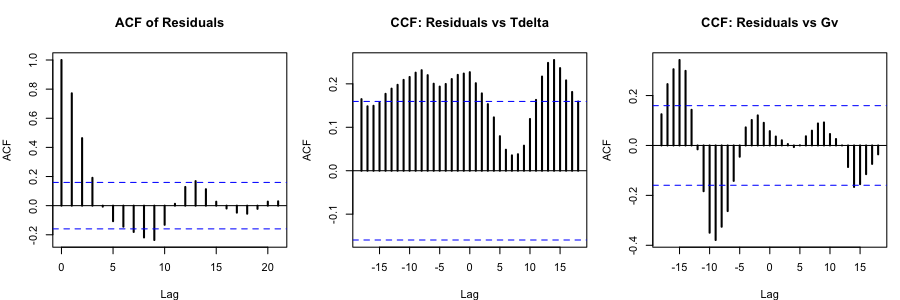 ACF of Residuals
CCF: Residuals vs Tdelta
CCF: Residuals vs Gv
ACF
1.0
0.8
0.6
0.4
0.2
0.0
-0.2
0 5 10 15 20
Lag
ACF
0.2
0.1
0.0
-0.1
-15 -10 -5 0 5 10 15
Lag
ACF
0.2
0.0
-0.2
-0.4
-15 -10 -5 0 5 10 15
Lag